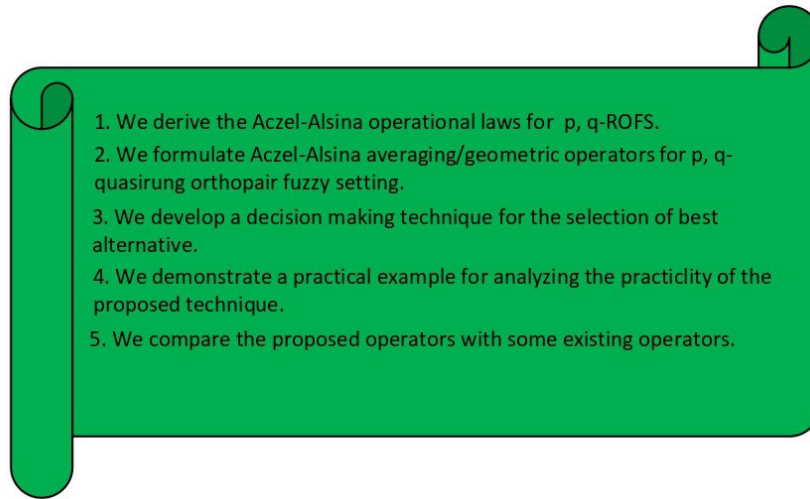 1. We derive the Aczel-Alsina operational laws for p, q-ROFS.
2. We formulate Aczel-Alsina averaging/geometric operators for p, q-
quasirung orthopair fuzzy setting.
3. We develop a decision making technique for the selection of best
alternative.
4. We demonstrate a practical example for analyzing the practiclity of the
proposed technique.
5. We compare the proposed operators with some existing operators.